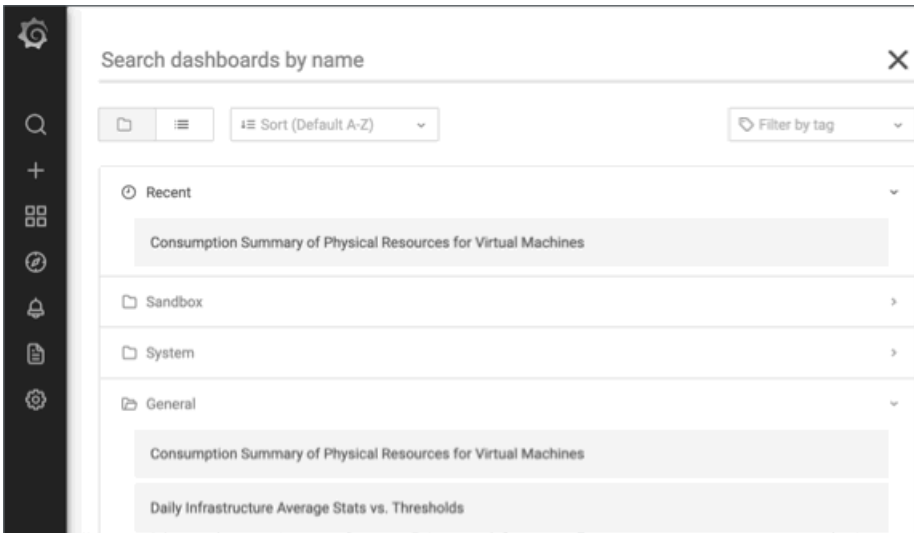 Search dashboards by name
Sort (Default A-Z)
Filter by tag
Recent
Consumption Summary of Physical Resources for Virtual Machines
Sandbox
System
General
Consumption Summary of Physical Resources for Virtual Machines
Daily Infrastructure Average Stats vs. Thresholds